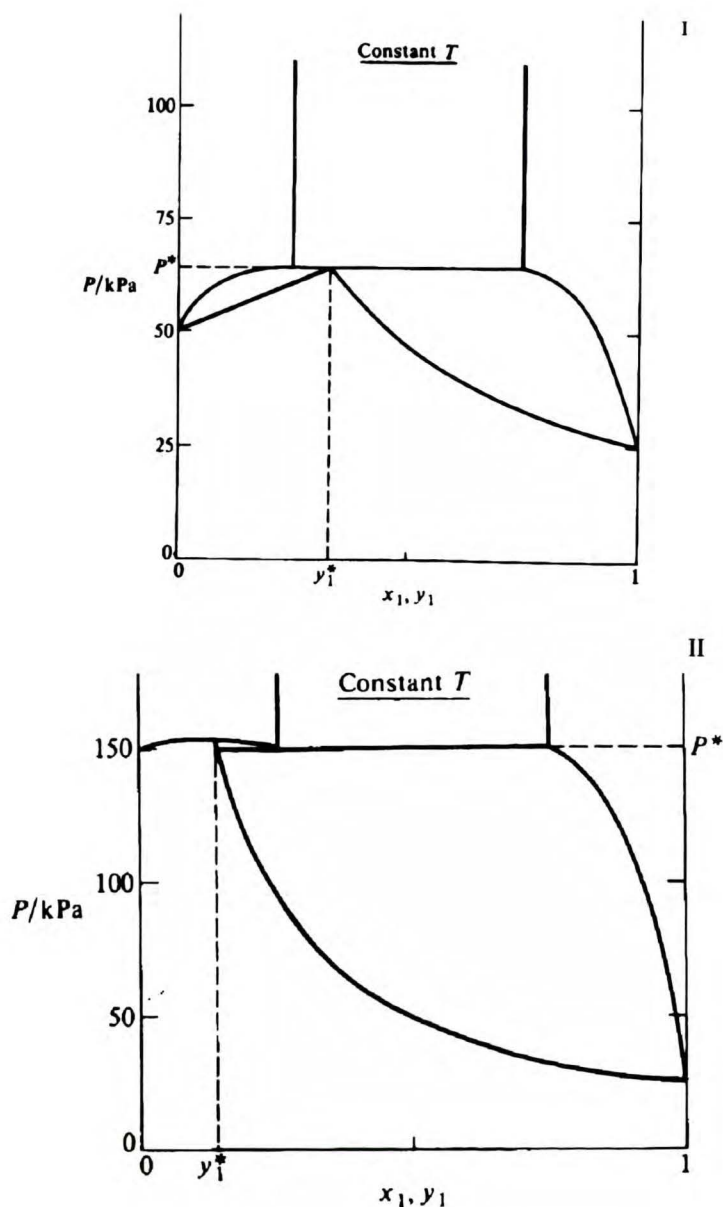 I
Constant T
100
75
P*
P/kPa
50
25
0
0
y₁*
1
x₁, y₁
II
Constant T
150
P*
100
P/kPa
50
0
0
y₁*
1
x₁, y₁